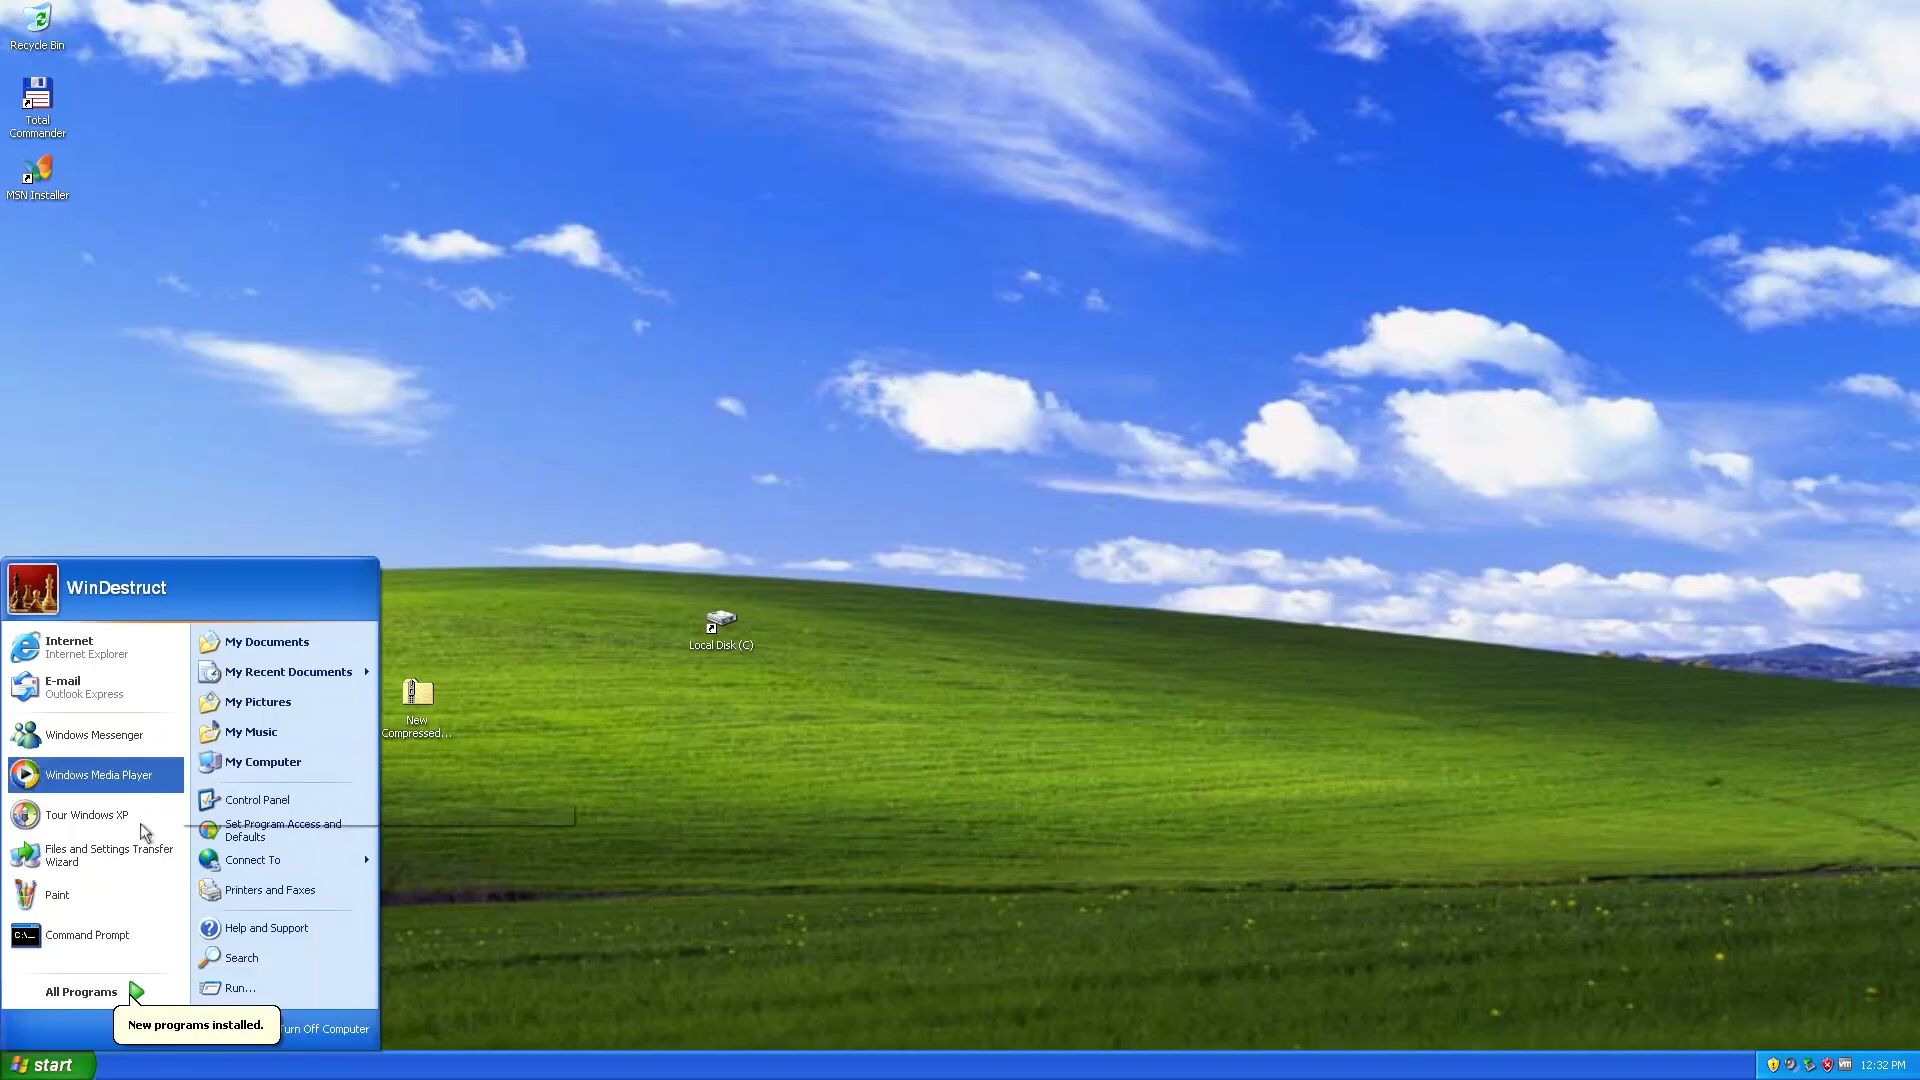 Recycle Bin
Total
Commander
MSN Installer
Local Disk (C)
New
Compressed...
WinDestruct
Internet
Internet Explorer
E-mail
Outlook Express
Windows Messenger
Windows Media Player
Tour Windows XP
Files and Settings Transfer
Wizard
Paint
C:\
Command Prompt
All Programs
My Documents
My Recent Documents
My Pictures
My Music
My Computer
Control Panel
Set Program Access and
Defaults
Connect To
Printers and Faxes
Help and Support
Search
Run...
New programs installed.
Turn Off Computer
start
vm
12:32 PM